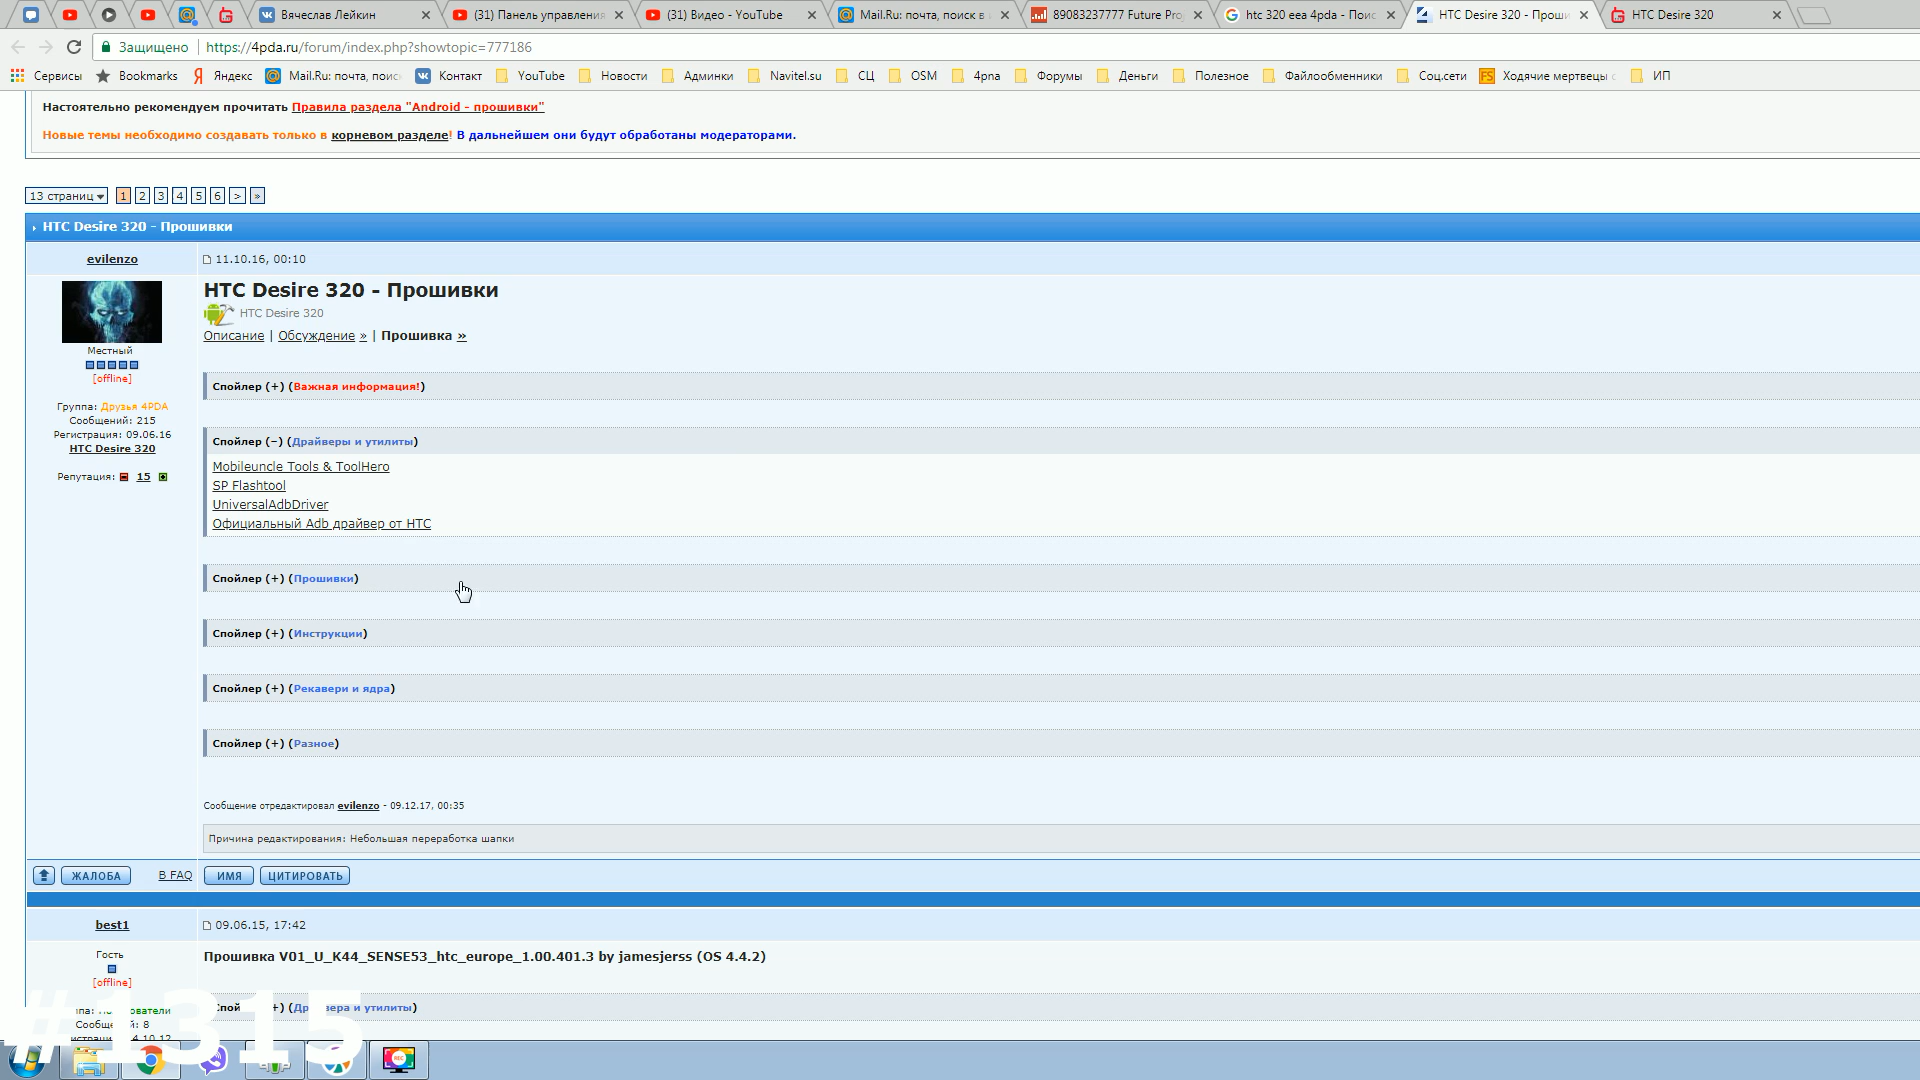 Вячеслав Лейкин
(31) Панель управления
(31) Видео - YouTube
Mail.Ru: почта, поиск в
89083237777 Future Pro
htc 320 eea 4pda - Поис
HTC Desire 320 - Проши
HTC Desire 320
Защищено
https://4pda.ru/forum/index.php?showtopic=777186
Сервисы
Bookmarks
Яндекс
Mail.Ru: почта, поиск
Контакт
YouTube
Новости
Админки
Navitel.su
СЦ
OSM
4pna
Форумы
Деньги
Полезное
Файлообменники
Соц.сети
FS
Ходячие мертвецы
ИП
Настоятельно рекомендуем прочитать Правила раздела "Android - прошивки"
Новые темы необходимо создавать только в корневом разделе! В дальнейшем они будут обработаны модераторами.
13 страниц 1 2 3 4 5 6 > »
HTC Desire 320 - Прошивки
evilenzo
11.10.16, 00:10
HTC Desire 320 - Прошивки
HTC Desire 320
Описание | Обсуждение » | Прошивка »
Местный
[offline]
Группа: Друзья 4PDA
Сообщений: 215
Регистрация: 09.06.16
HTC Desire 320
Репутация: 15
Спойлер (+) (Важная информация!)
Спойлер (−) (Драйверы и утилиты)
Mobileuncle Tools & ToolHero
SP Flashtool
UniversalAdbDriver
Официальный Adb драйвер от HTC
Спойлер (+) (Прошивки)
Спойлер (+) (Инструкции)
Спойлер (+) (Рекавери и ядра)
Спойлер (+) (Разное)
Сообщение отредактировал evilenzo - 09.12.17, 00:35
Причина редактирования: Небольшая переработка шапки
ЖАЛОБА
В FAQ
ИМЯ
ЦИТИРОВАТЬ
best1
09.06.15, 17:42
Гость
[offline]
Прошивка V01_U_K44_SENSE53_htc_europe_1.00.401.3 by jamesjerss (OS 4.4.2)
#1315